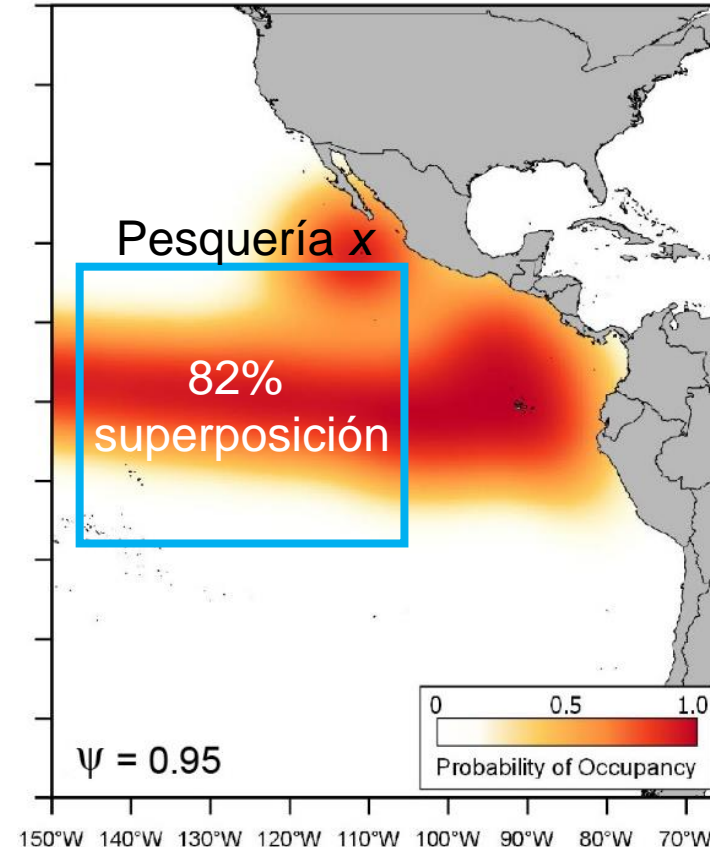 Pesquería x
82%
superposición
0 0.5 1.0
Probability of Occupancy
ψ = 0.95
150°W 140°W 130°W 120°W 110°W 100°W 90°W 80°W 70°W